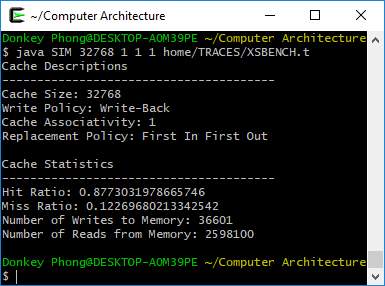 ~/Computer Architecture
Donkey Phong@DESKTOP-AOM39PE ~/Computer Architecture
$ java SIM 32768 1 1 1 home/TRACES/XSBENCH.t
Cache Descriptions
-------------------------------------
Cache Size: 32768
Write Policy: Write-Back
Cache Associativity: 1
Replacement Policy: First In First Out
Cache Statistics
-------------------------------------
Hit Ratio: 0.8773031978665746
Miss Ratio: 0.12269680213342542
Number of Writes to Memory: 36601
Number of Reads from Memory: 2598100
Donkey Phong@DESKTOP-AOM39PE ~/Computer Architecture
$